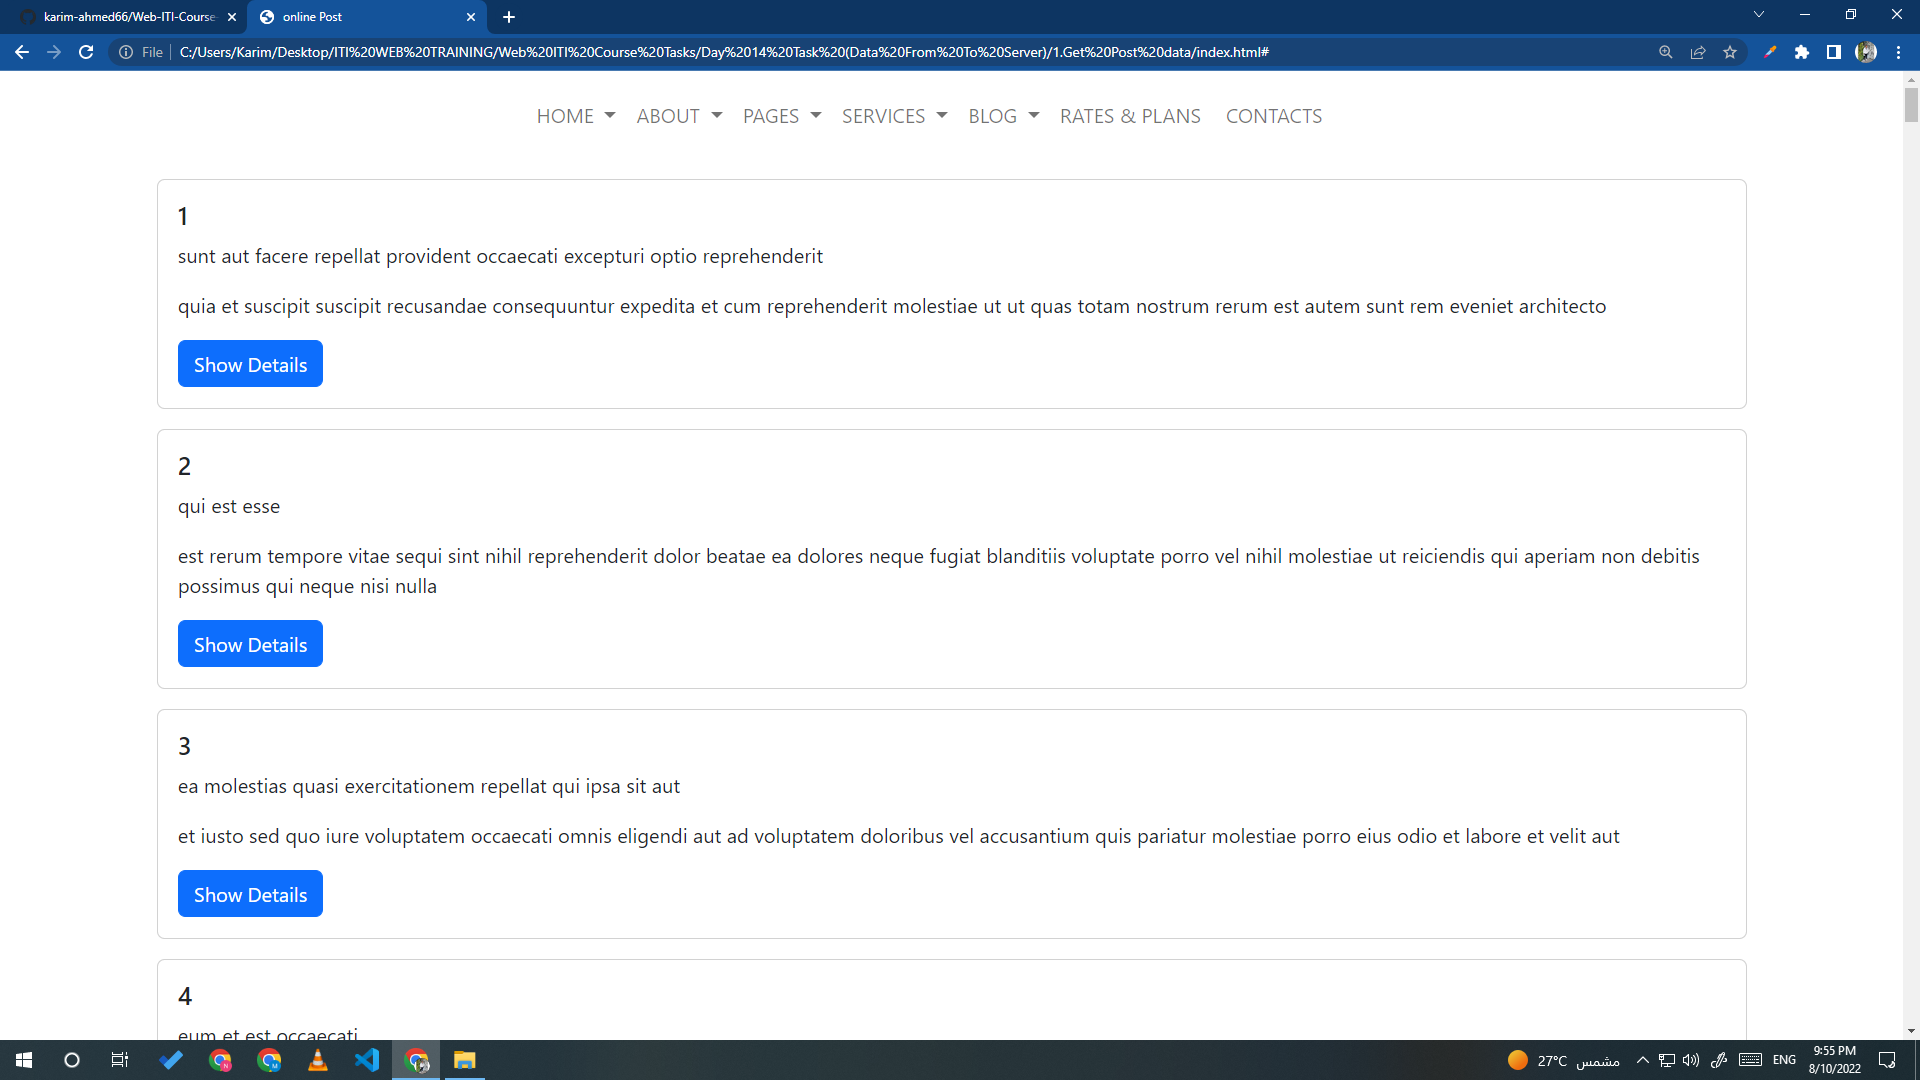 karim-ahmed66/Web-ITI-Course-
online Post
File
C:/Users/Karim/Desktop/ITI%20WEB%20TRAINING/Web%20ITI%20Course%20Tasks/Day%2014%20Task%20(Data%20From%20To%20Server)/1.Get%20Post%20data/index.html#
HOME ABOUT PAGES SERVICES BLOG RATES & PLANS CONTACTS
1
sunt aut facere repellat provident occaecati excepturi optio reprehenderit
quia et suscipit suscipit recusandae consequuntur expedita et cum reprehenderit molestiae ut ut quas totam nostrum rerum est autem sunt rem eveniet architecto
Show Details
2
qui est esse
est rerum tempore vitae sequi sint nihil reprehenderit dolor beatae ea dolores neque fugiat blanditiis voluptate porro vel nihil molestiae ut reiciendis qui aperiam non debitis
possimus qui neque nisi nulla
Show Details
3
ea molestias quasi exercitationem repellat qui ipsa sit aut
et iusto sed quo iure voluptatem occaecati omnis eligendi aut ad voluptatem doloribus vel accusantium quis pariatur molestiae porro eius odio et labore et velit aut
Show Details
4
eum et est occaecati
27°C مشمس
ENG
9:55 PM
8/10/2022